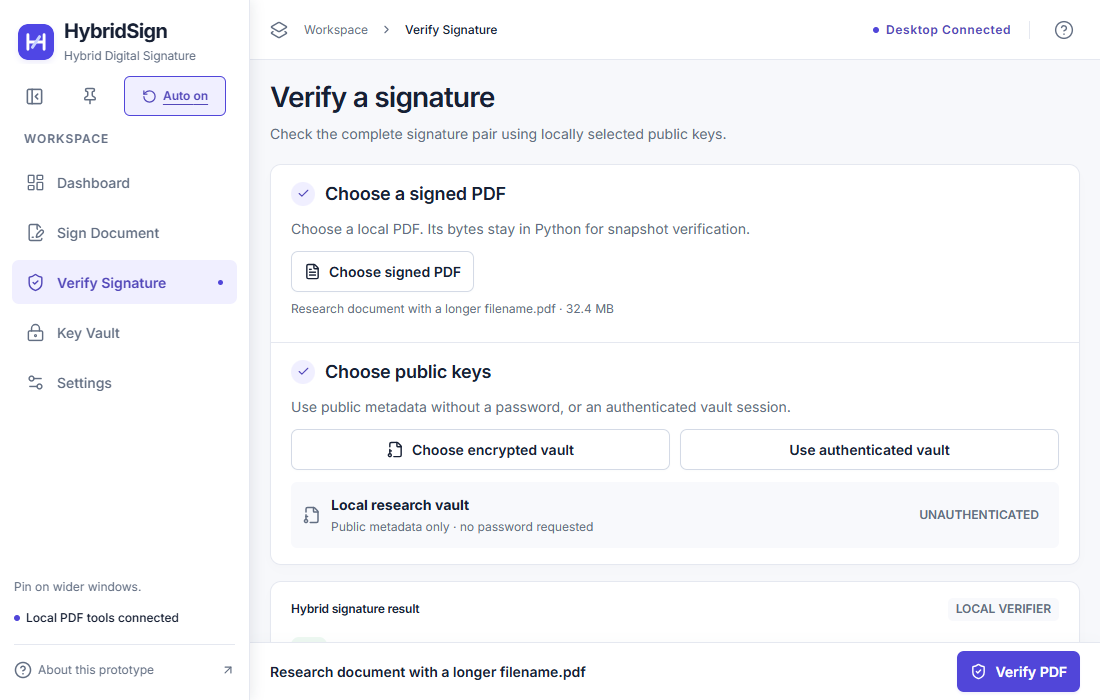 HybridSign
Hybrid Digital Signature
Auto on
WORKSPACE
Dashboard
Sign Document
Verify Signature
Key Vault
Settings
Pin on wider windows.
Local PDF tools connected
About this prototype
Workspace
Verify Signature
Desktop Connected
Verify a signature
Check the complete signature pair using locally selected public keys.
Choose a signed PDF
Choose a local PDF. Its bytes stay in Python for snapshot verification.
Choose signed PDF
Research document with a longer filename.pdf · 32.4 MB
Choose public keys
Use public metadata without a password, or an authenticated vault session.
Choose encrypted vault
Use authenticated vault
Local research vault
Public metadata only · no password requested
UNAUTHENTICATED
Hybrid signature result
LOCAL VERIFIER
Research document with a longer filename.pdf
Verify PDF